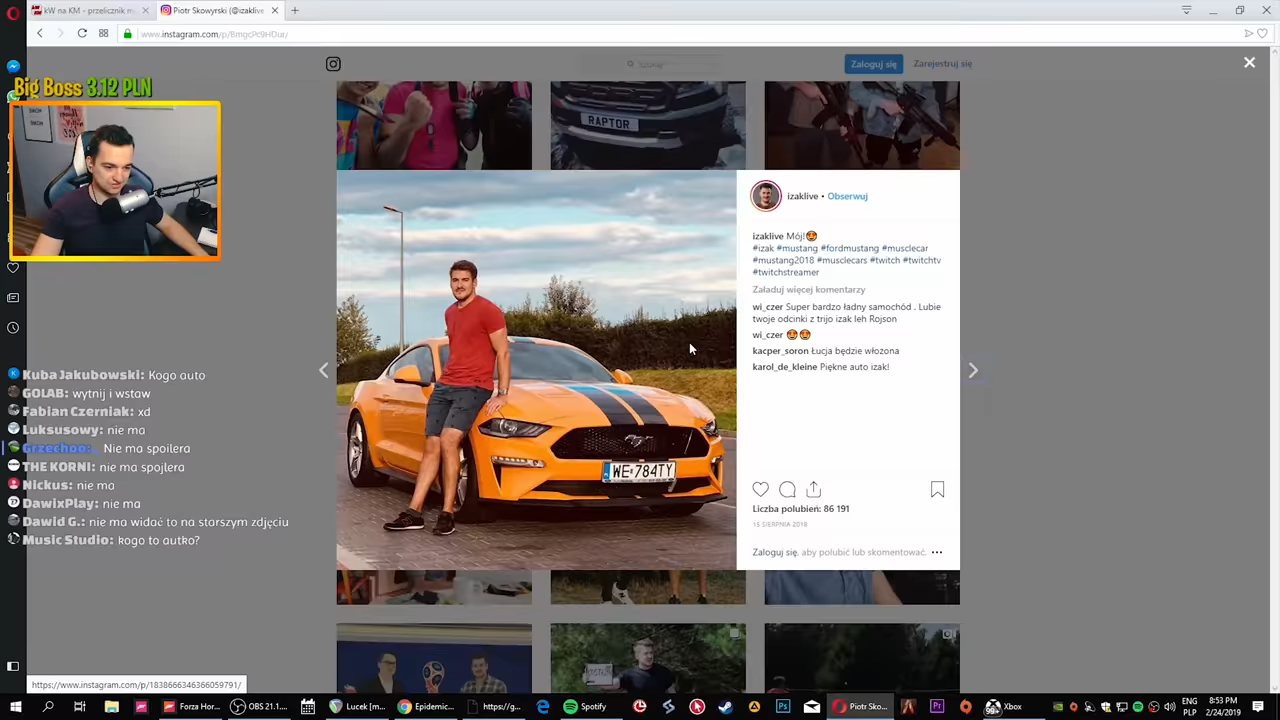 kW na KM - przelicznik m
Piotr Skowyrski (@izaklive
www.instagram.com/p/BmgcPc9HDut/
Big Boss 3.12 PLN
Szukaj
Zaloguj się
Zarejestruj się
RAPTOR
izaklive • Obserwuj
izaklive Mój!😍
#izak #mustang #fordmustang #musclecar
#mustang2018 #musclecars #twitch #twitchtv
#twitchstreamer
Załaduj więcej komentarzy
wi_czer Super bardzo ładny samochód . Lubie
twoje odcinki z trijo izak leh Rojson
wi_czer 😍😍
kacper_soron Łucja będzie włożona
karol_de_kleine Piękne auto izak!
WE 784TY
Liczba polubień: 86 191
15 SIERPNIA 2018
Zaloguj się, aby polubić lub skomentować.
Kuba Jakubowski: Kogo auto
GOLAB: wytnij i wstaw
Fabian Czerniak: xd
Luksusowy: nie ma
Grzechoo: Nie ma spoilera
THE KORNI: nie ma spojlera
Nickus: nie ma
DawixPlay: nie ma
Dawid G.: nie ma widać to na starszym zdjęciu
Music Studio: kogo to autko?
https://www.instagram.com/p/1838666346366059791/
Forza Hor...
OBS 21.1....
Lucek [m...
Epidemic...
https://g...
Spotify
Piotr Sko...
Xbox
ENG
PLP
8:53 PM
2/24/2019